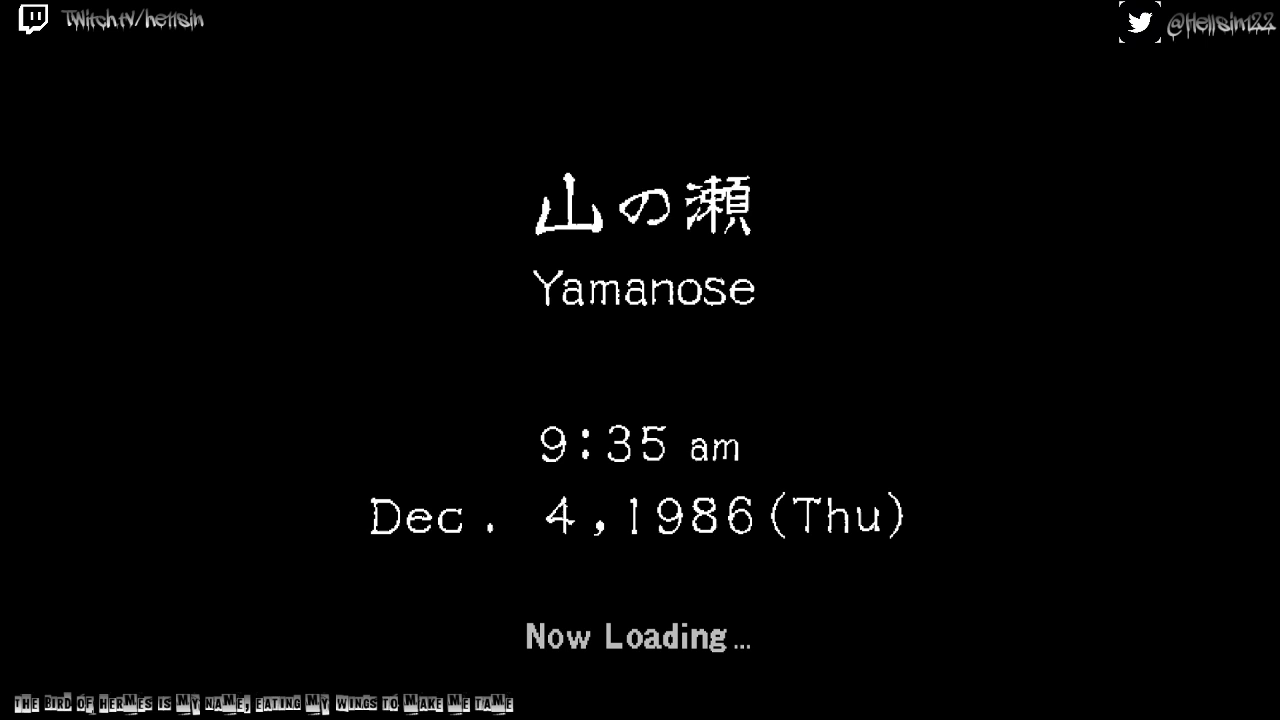 Twitch.tv/hellsin
@Hellsin22
山の瀬
Yamanose
9:35 am
Dec. 4,1986(Thu)
Now Loading...
THE BIRD OF HERMES IS MY NAME, EATING MY WINGS TO MAKE ME TAME